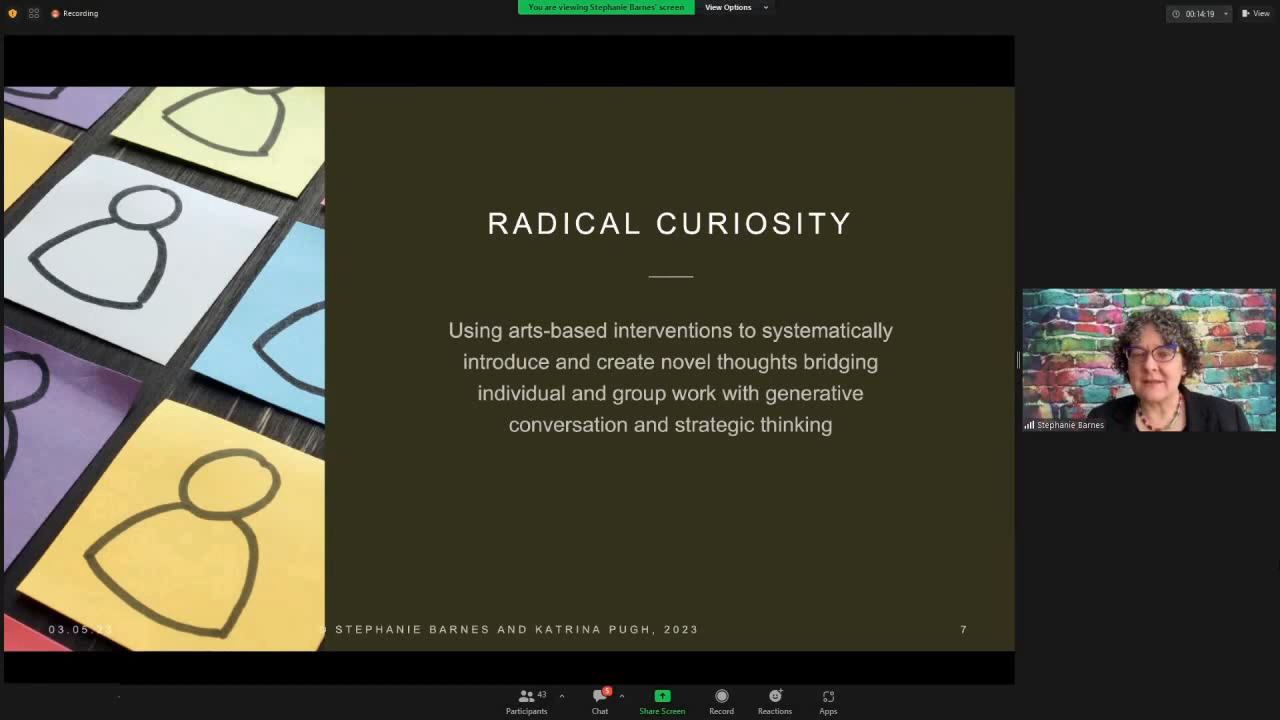 Recording
You are viewing Stephanie Barnes' screen
View Options
00:14:19
View
RADICAL CURIOSITY
Using arts-based interventions to systematically
introduce and create novel thoughts bridging
individual and group work with generative
conversation and strategic thinking
Stephanie Barnes
03.05.23
© STEPHANIE BARNES AND KATRINA PUGH, 2023
7
43
5
Participants
Chat
Share Screen
Record
Reactions
Apps